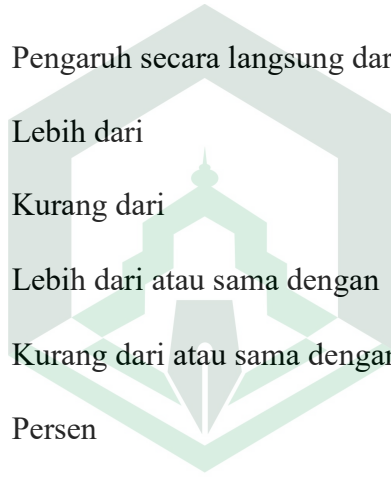 Pengaruh secara langsung dar
Lebih dari
Kurang dari
Lebih dari atau sama dengan
Kurang dari atau sama dengan
Persen